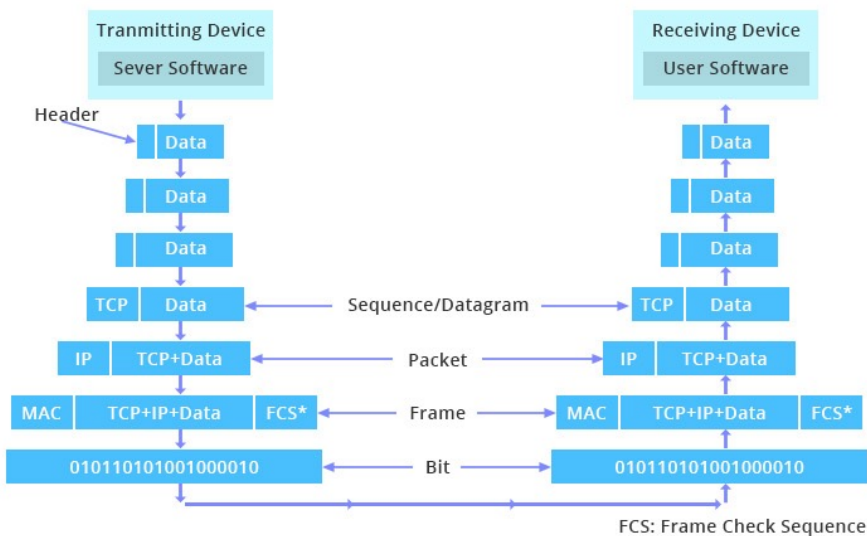 Tranmitting Device
Receiving Device
Sever Software
User Software
Header
Data
Data
Data
Data
Data
Data
TCP
Data
Sequence/Datagram
TCP
Data
IP
TCP+Data
Packet
IP
TCP+Data
MAC
TCP+IP+Data
FCS*
Frame
MAC
TCP+IP+Data
FCS*
010110101001000010
Bit
010110101001000010
FCS: Frame Check Sequence